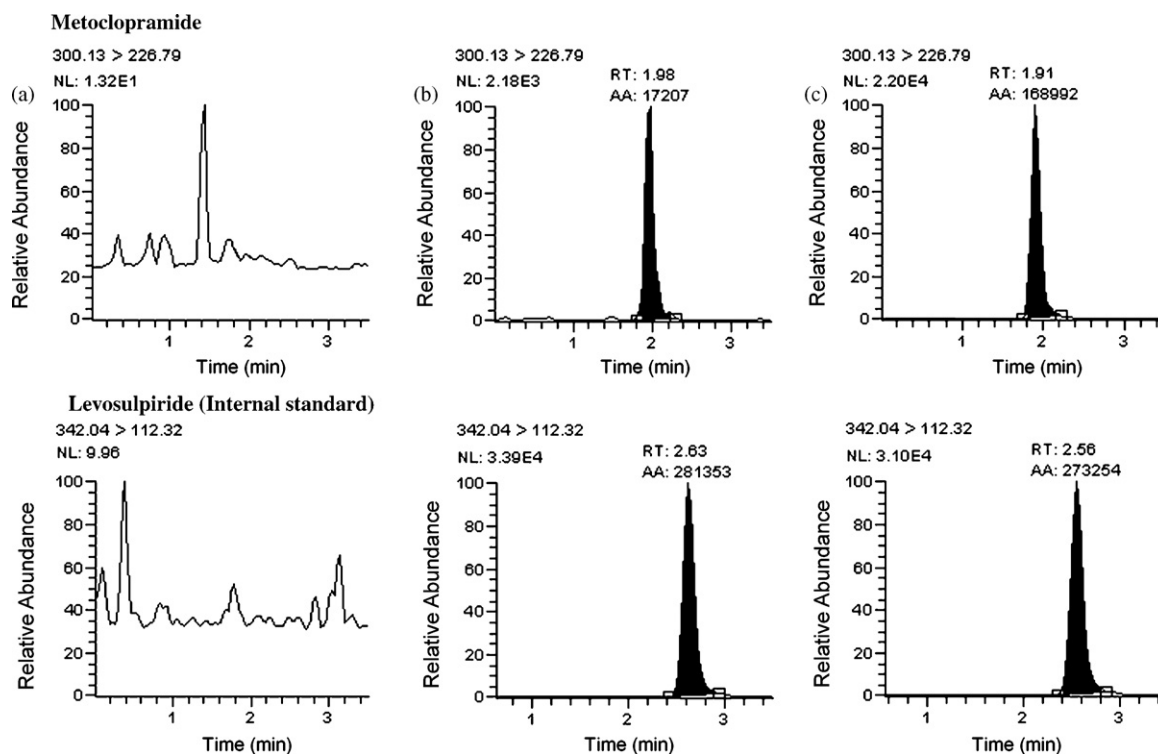 Metoclopramide
(a)
300.13 > 226.79
NL: 1.32E1
Relative Abundance
100
80
60
40
20
0
1
2
3
Time (min)
(b)
300.13 > 226.79
NL: 2.18E3
RT: 1.98
AA: 17207
Relative Abundance
100
80
60
40
20
0
1
2
3
Time (min)
(c)
300.13 > 226.79
NL: 2.20E4
RT: 1.91
AA: 168992
Relative Abundance
100
80
60
40
20
0
1
2
3
Time (min)
Levosulpiride (Internal standard)
342.04 > 112.32
NL: 9.96
Relative Abundance
100
80
60
40
20
0
1
2
3
Time (min)
342.04 > 112.32
NL: 3.39E4
RT: 2.63
AA: 281353
Relative Abundance
100
80
60
40
20
0
1
2
3
Time (min)
342.04 > 112.32
NL: 3.10E4
RT: 2.56
AA: 273254
Relative Abundance
100
80
60
40
20
0
1
2
3
Time (min)